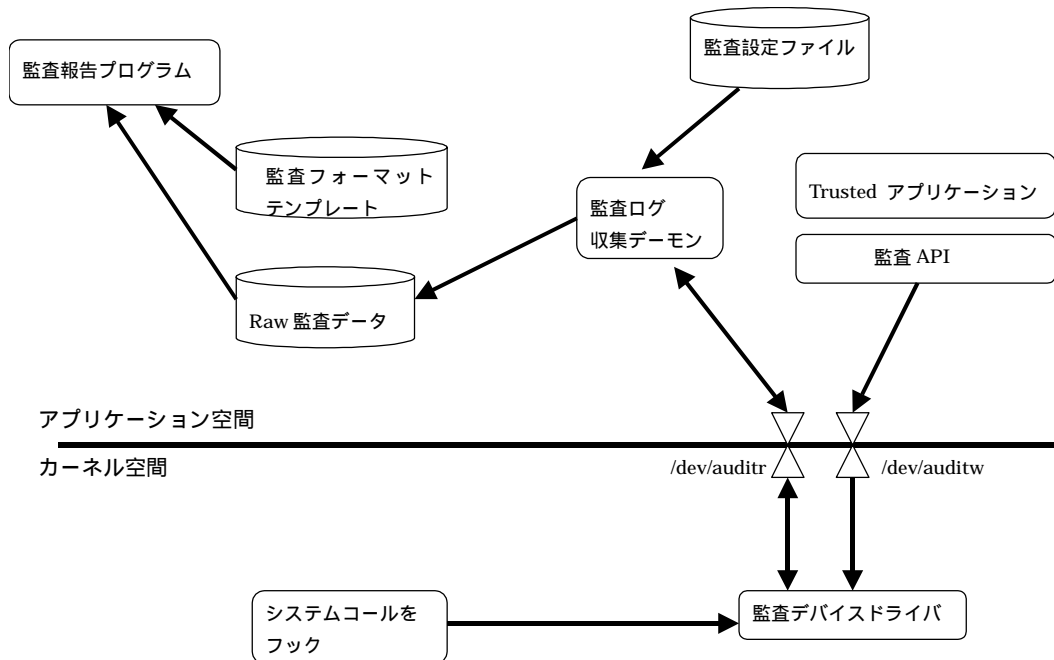 監査設定ファイル
監査報告プログラム
監査フォーマット
テンプレート
Trusted アプリケーション
監査ログ
収集デーモン
監査 API
Raw 監査データ
アプリケーション空間
カーネル空間
/dev/auditr
/dev/auditw
システムコールを
フック
監査デバイスドライバ